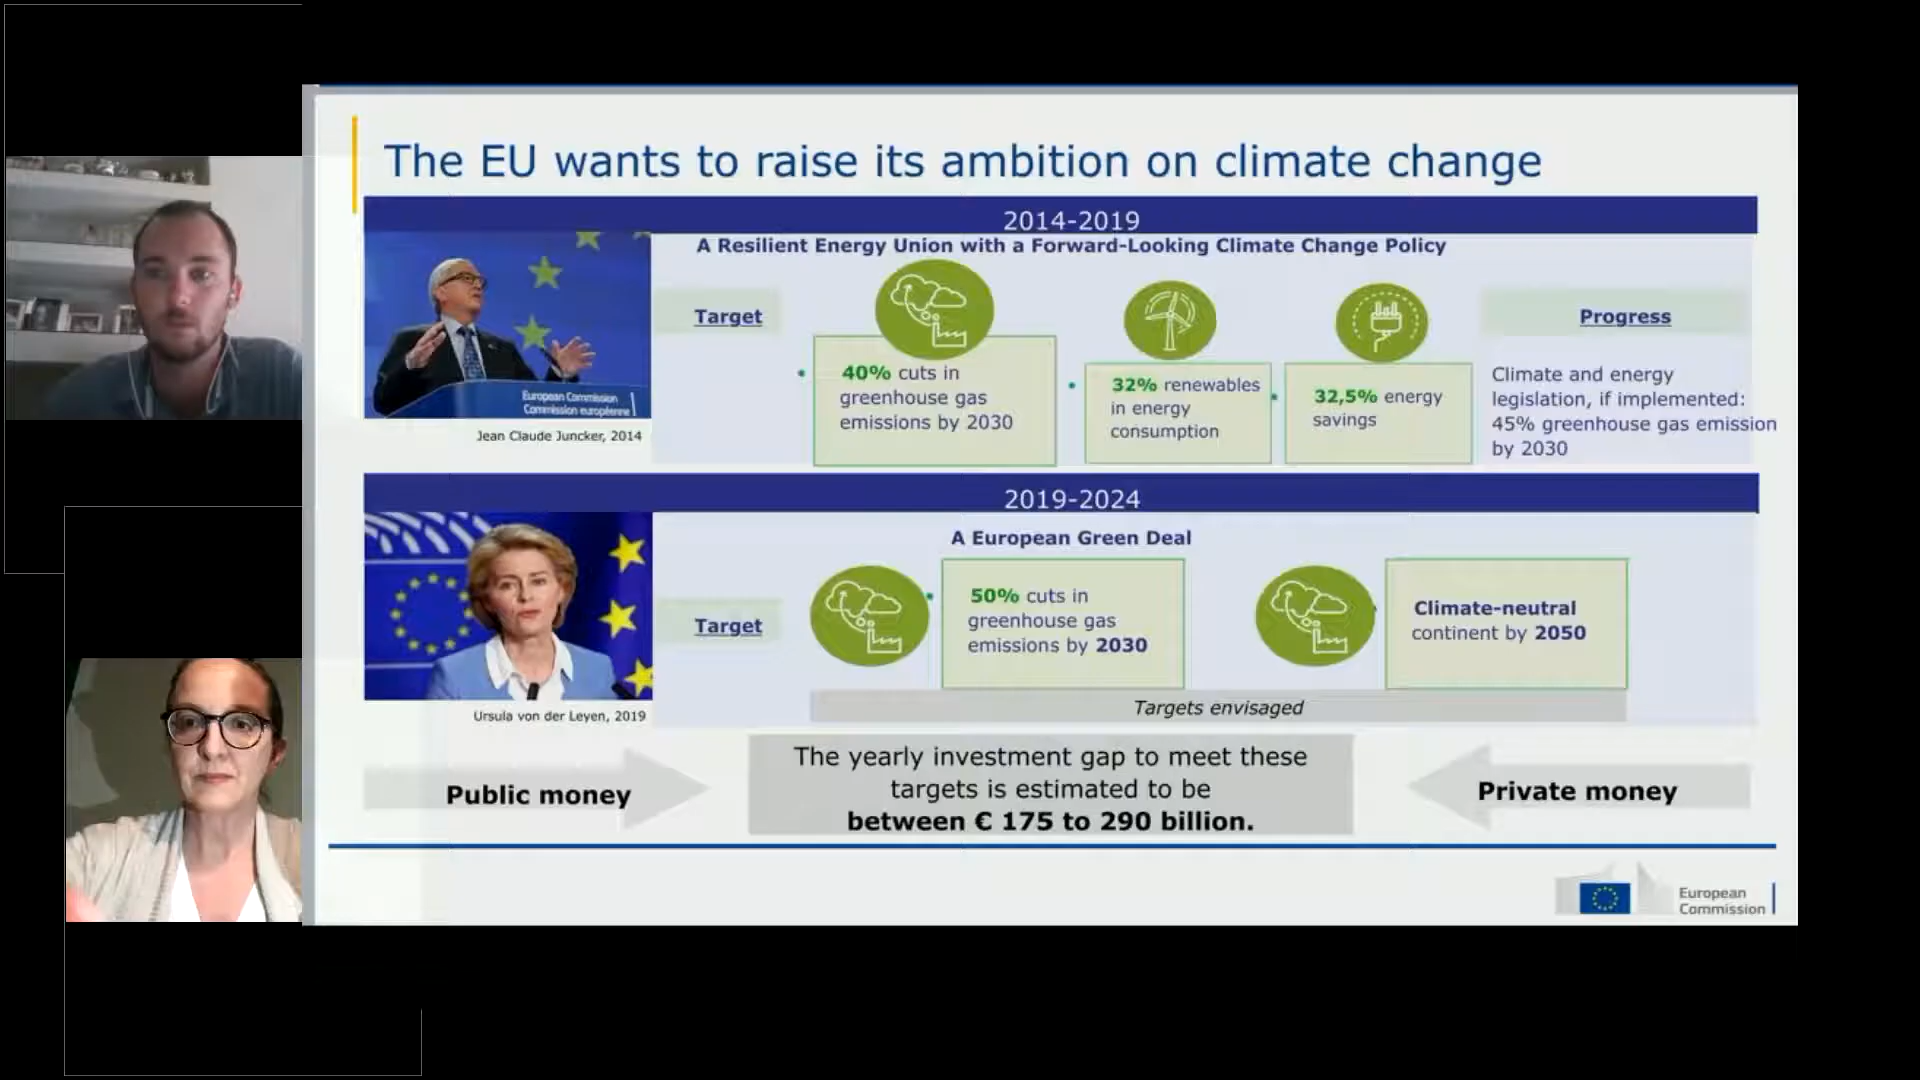 The EU wants to raise its ambition on climate change
2014-2019
A Resilient Energy Union with a Forward-Looking Climate Change Policy
European Commission
Commission européenne
Jean Claude Juncker, 2014
Target
40% cuts in
greenhouse gas
emissions by 2030
32% renewables
in energy
consumption
32,5% energy
savings
Progress
Climate and energy
legislation, if implemented:
45% greenhouse gas emission
by 2030
2019-2024
A European Green Deal
Ursula von der Leyen, 2019
Target
50% cuts in
greenhouse gas
emissions by 2030
Climate-neutral
continent by 2050
Targets envisaged
Public money
The yearly investment gap to meet these
targets is estimated to be
between € 175 to 290 billion.
Private money
European
Commission